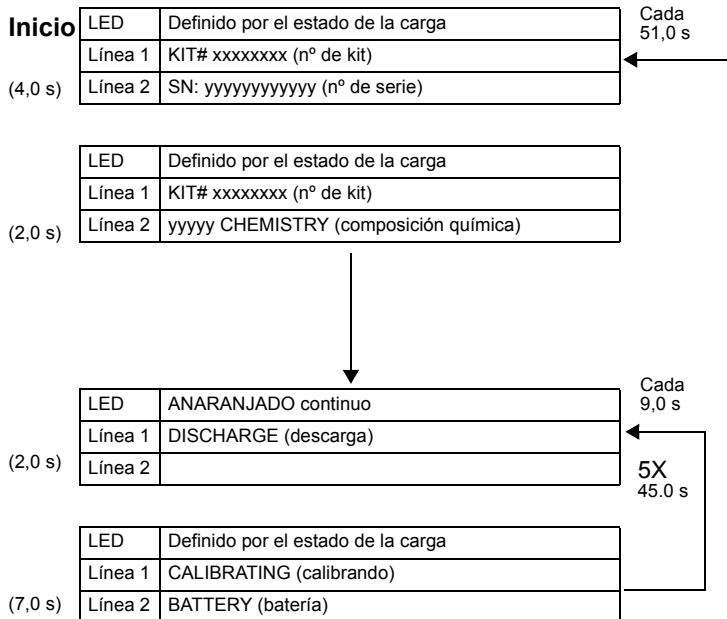 Inicio
LED Definido por el estado de la carga
Línea 1 KIT# xxxxxxxx (nº de kit)
(4,0 s) Línea 2 SN: yyyyyyyyyyyy (nº de serie)
Cada
51,0 s
LED Definido por el estado de la carga
Línea 1 KIT# xxxxxxxx (nº de kit)
(2,0 s) Línea 2 yyyyy CHEMISTRY (composición química)
LED ANARANJADO continuo
Línea 1 DISCHARGE (descarga)
(2,0 s) Línea 2
Cada
9,0 s
5X
45.0 s
LED Definido por el estado de la carga
Línea 1 CALIBRATING (calibrando)
(7,0 s) Línea 2 BATTERY (batería)